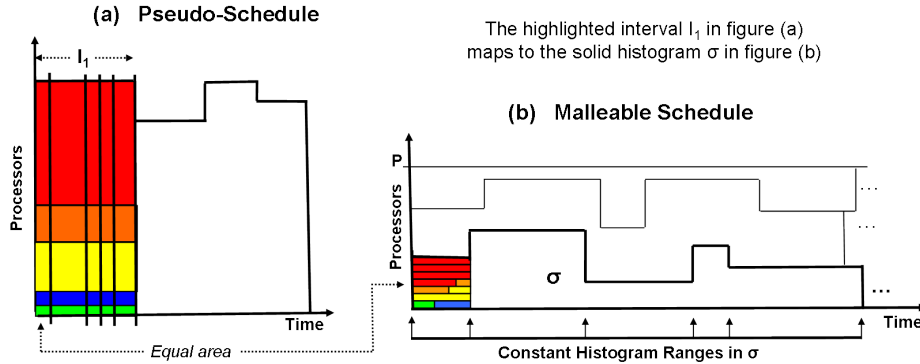 (a) Pseudo-Schedule
I₁
Processors
Time
Equal area
The highlighted interval I₁ in figure (a)
maps to the solid histogram σ in figure (b)
(b) Malleable Schedule
P
Processors
...
...
σ
...
Time
Constant Histogram Ranges in σ